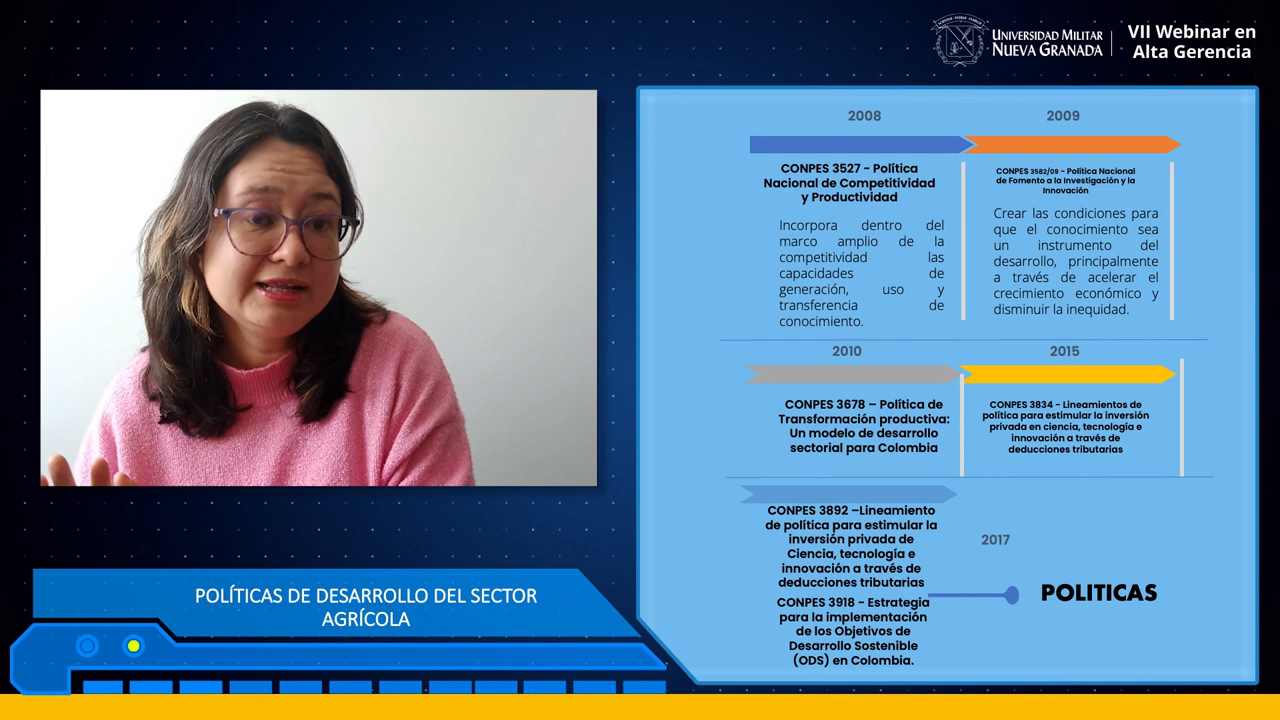 UNIVERSIDAD MILITAR
NUEVA GRANADA
VII Webinar en
Alta Gerencia
2008
2009
CONPES 3527 - Política
Nacional de Competitividad
y Productividad
Incorpora dentro del
marco amplio de la
competitividad las
capacidades de
generación, uso y
transferencia de
conocimiento.
CONPES 3582/09 - Política Nacional
de Fomento a la Investigación y la
Innovación
Crear las condiciones para
que el conocimiento sea
un instrumento del
desarrollo, principalmente
a través de acelerar el
crecimiento económico y
disminuir la inequidad.
2010
2015
CONPES 3678 – Política de
Transformación productiva:
Un modelo de desarrollo
sectorial para Colombia
CONPES 3834 - Lineamientos de
política para estimular la inversión
privada en ciencia, tecnología e
innovación a través de
deducciones tributarias
CONPES 3892 –Lineamiento
de política para estimular la
inversión privada de
Ciencia, tecnología e
innovación a través de
deducciones tributarias
2017
CONPES 3918 - Estrategia
para la implementación
de los Objetivos de
Desarrollo Sostenible
(ODS) en Colombia.
POLITICAS
POLÍTICAS DE DESARROLLO DEL SECTOR
AGRÍCOLA